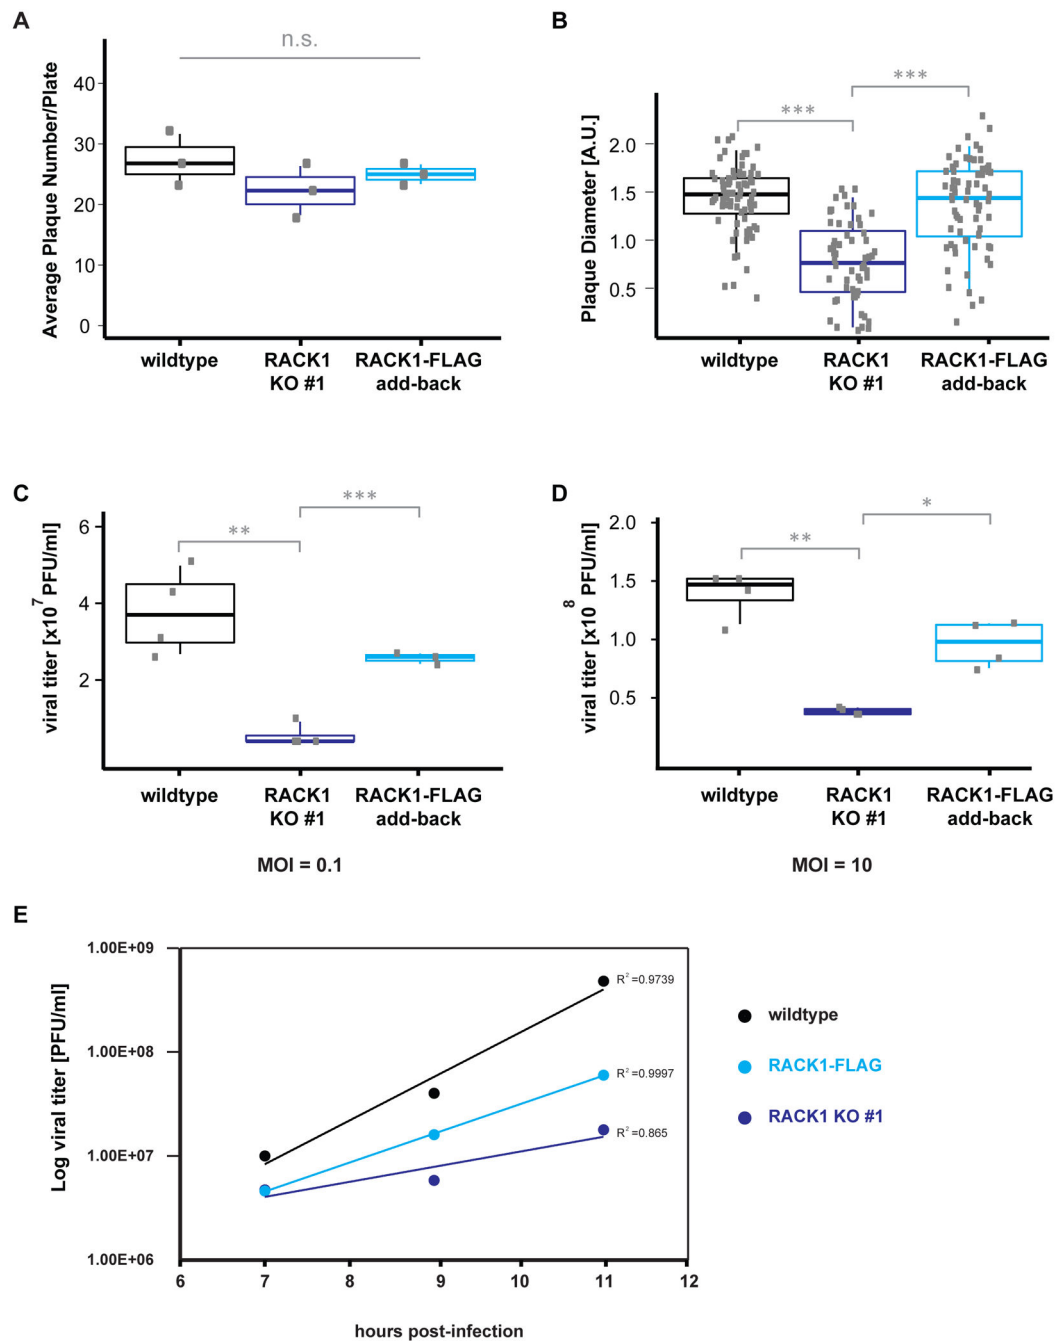 A
n.s.
Average Plaque Number/Plate
40
30
20
10
0
wildtype
RACK1
KO #1
RACK1-FLAG
add-back
B
***
***
Plaque Diameter [A.U.]
2.0
1.5
1.0
0.5
wildtype
RACK1
KO #1
RACK1-FLAG
add-back
C
**
***
viral titer [x10⁷ PFU/ml]
6
4
2
wildtype
RACK1
KO #1
RACK1-FLAG
add-back
MOI = 0.1
D
**
*
viral titer [x10⁸ PFU/ml]
2.0
1.5
1.0
0.5
wildtype
RACK1
KO #1
RACK1-FLAG
add-back
MOI = 10
E
Log viral titer [PFU/ml]
1.00E+09
1.00E+08
1.00E+07
1.00E+06
R² =0.9739
R² =0.9997
R² =0.865
6 7 8 9 10 11 12
hours post-infection
wildtype
RACK1-FLAG
RACK1 KO #1